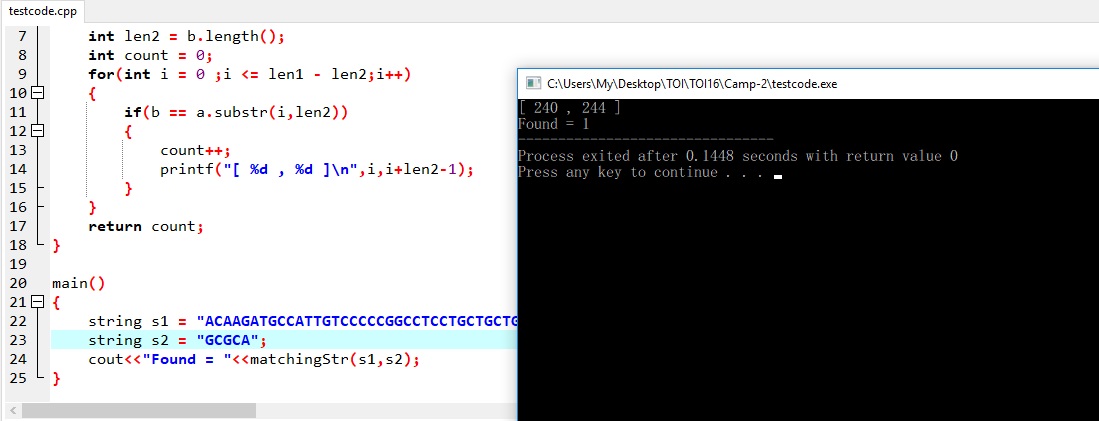 testcode.cpp
7 int len2 = b.length();
8 int count = 0;
9 for(int i = 0 ;i <= len1 - len2;i++)
10 {
11 if(b == a.substr(i,len2))
12 {
13 count++;
14 printf("[ %d , %d ]\n",i,i+len2-1);
15 }
16 }
17 return count;
18 }
19
20 main()
21 {
22 string s1 = "ACAAGATGCCATTGTCCCCCGGCCTCCTGCTGCTG
23 string s2 = "GCGCA";
24 cout<<"Found = "<<matchingStr(s1,s2);
25 }
C:\Users\My\Desktop\TOI\TOI16\Camp-2\testcode.exe
[ 240 , 244 ]
Found = 1
--------------------------------
Process exited after 0.1448 seconds with return value 0
Press any key to continue . . .